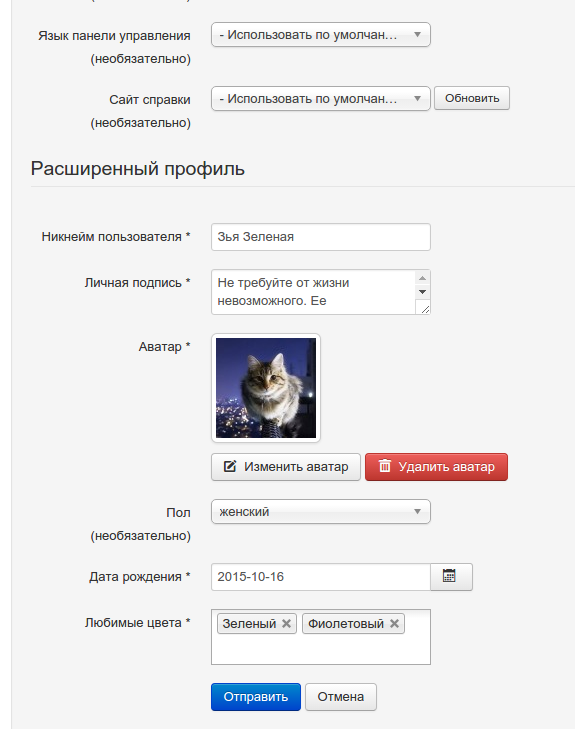 Язык панели управления
(необязательно)
- Использовать по умолчан...
Сайт справки
(необязательно)
- Использовать по умолчан...
Обновить
Расширенный профиль
Никнейм пользователя *
Зья Зеленая
Личная подпись *
Не требуйте от жизни
невозможного. Ее
Аватар *
Изменить аватар
Удалить аватар
Пол
(необязательно)
женский
Дата рождения *
2015-10-16
Любимые цвета *
Зеленый
Фиолетовый
Отправить
Отмена